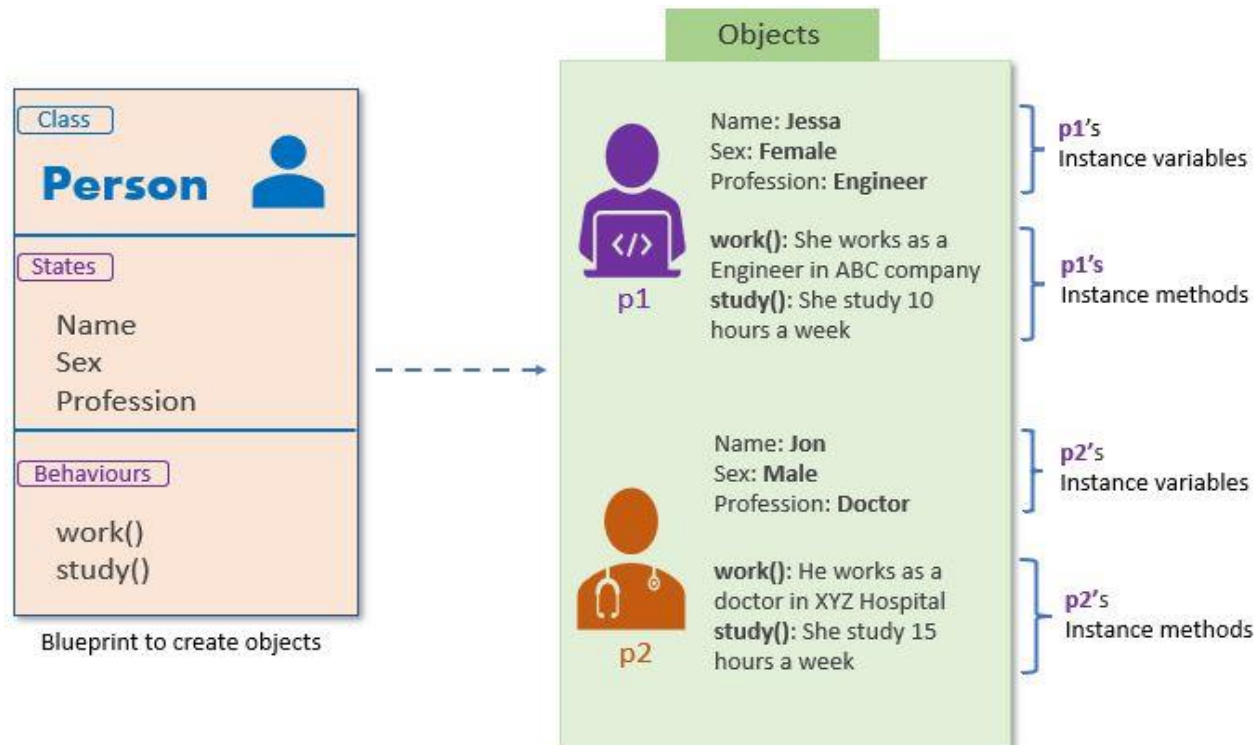 Class
Person
States
Name
Sex
Profession
Behaviours
work()
study()
Blueprint to create objects
Objects
Name: Jessa
Sex: Female
Profession: Engineer
work(): She works as a
Engineer in ABC company
study(): She study 10
hours a week
</>
p1
p1's
Instance variables
p1's
Instance methods
Name: Jon
Sex: Male
Profession: Doctor
work(): He works as a
doctor in XYZ Hospital
study(): She study 15
hours a week
p2
p2's
Instance variables
p2's
Instance methods